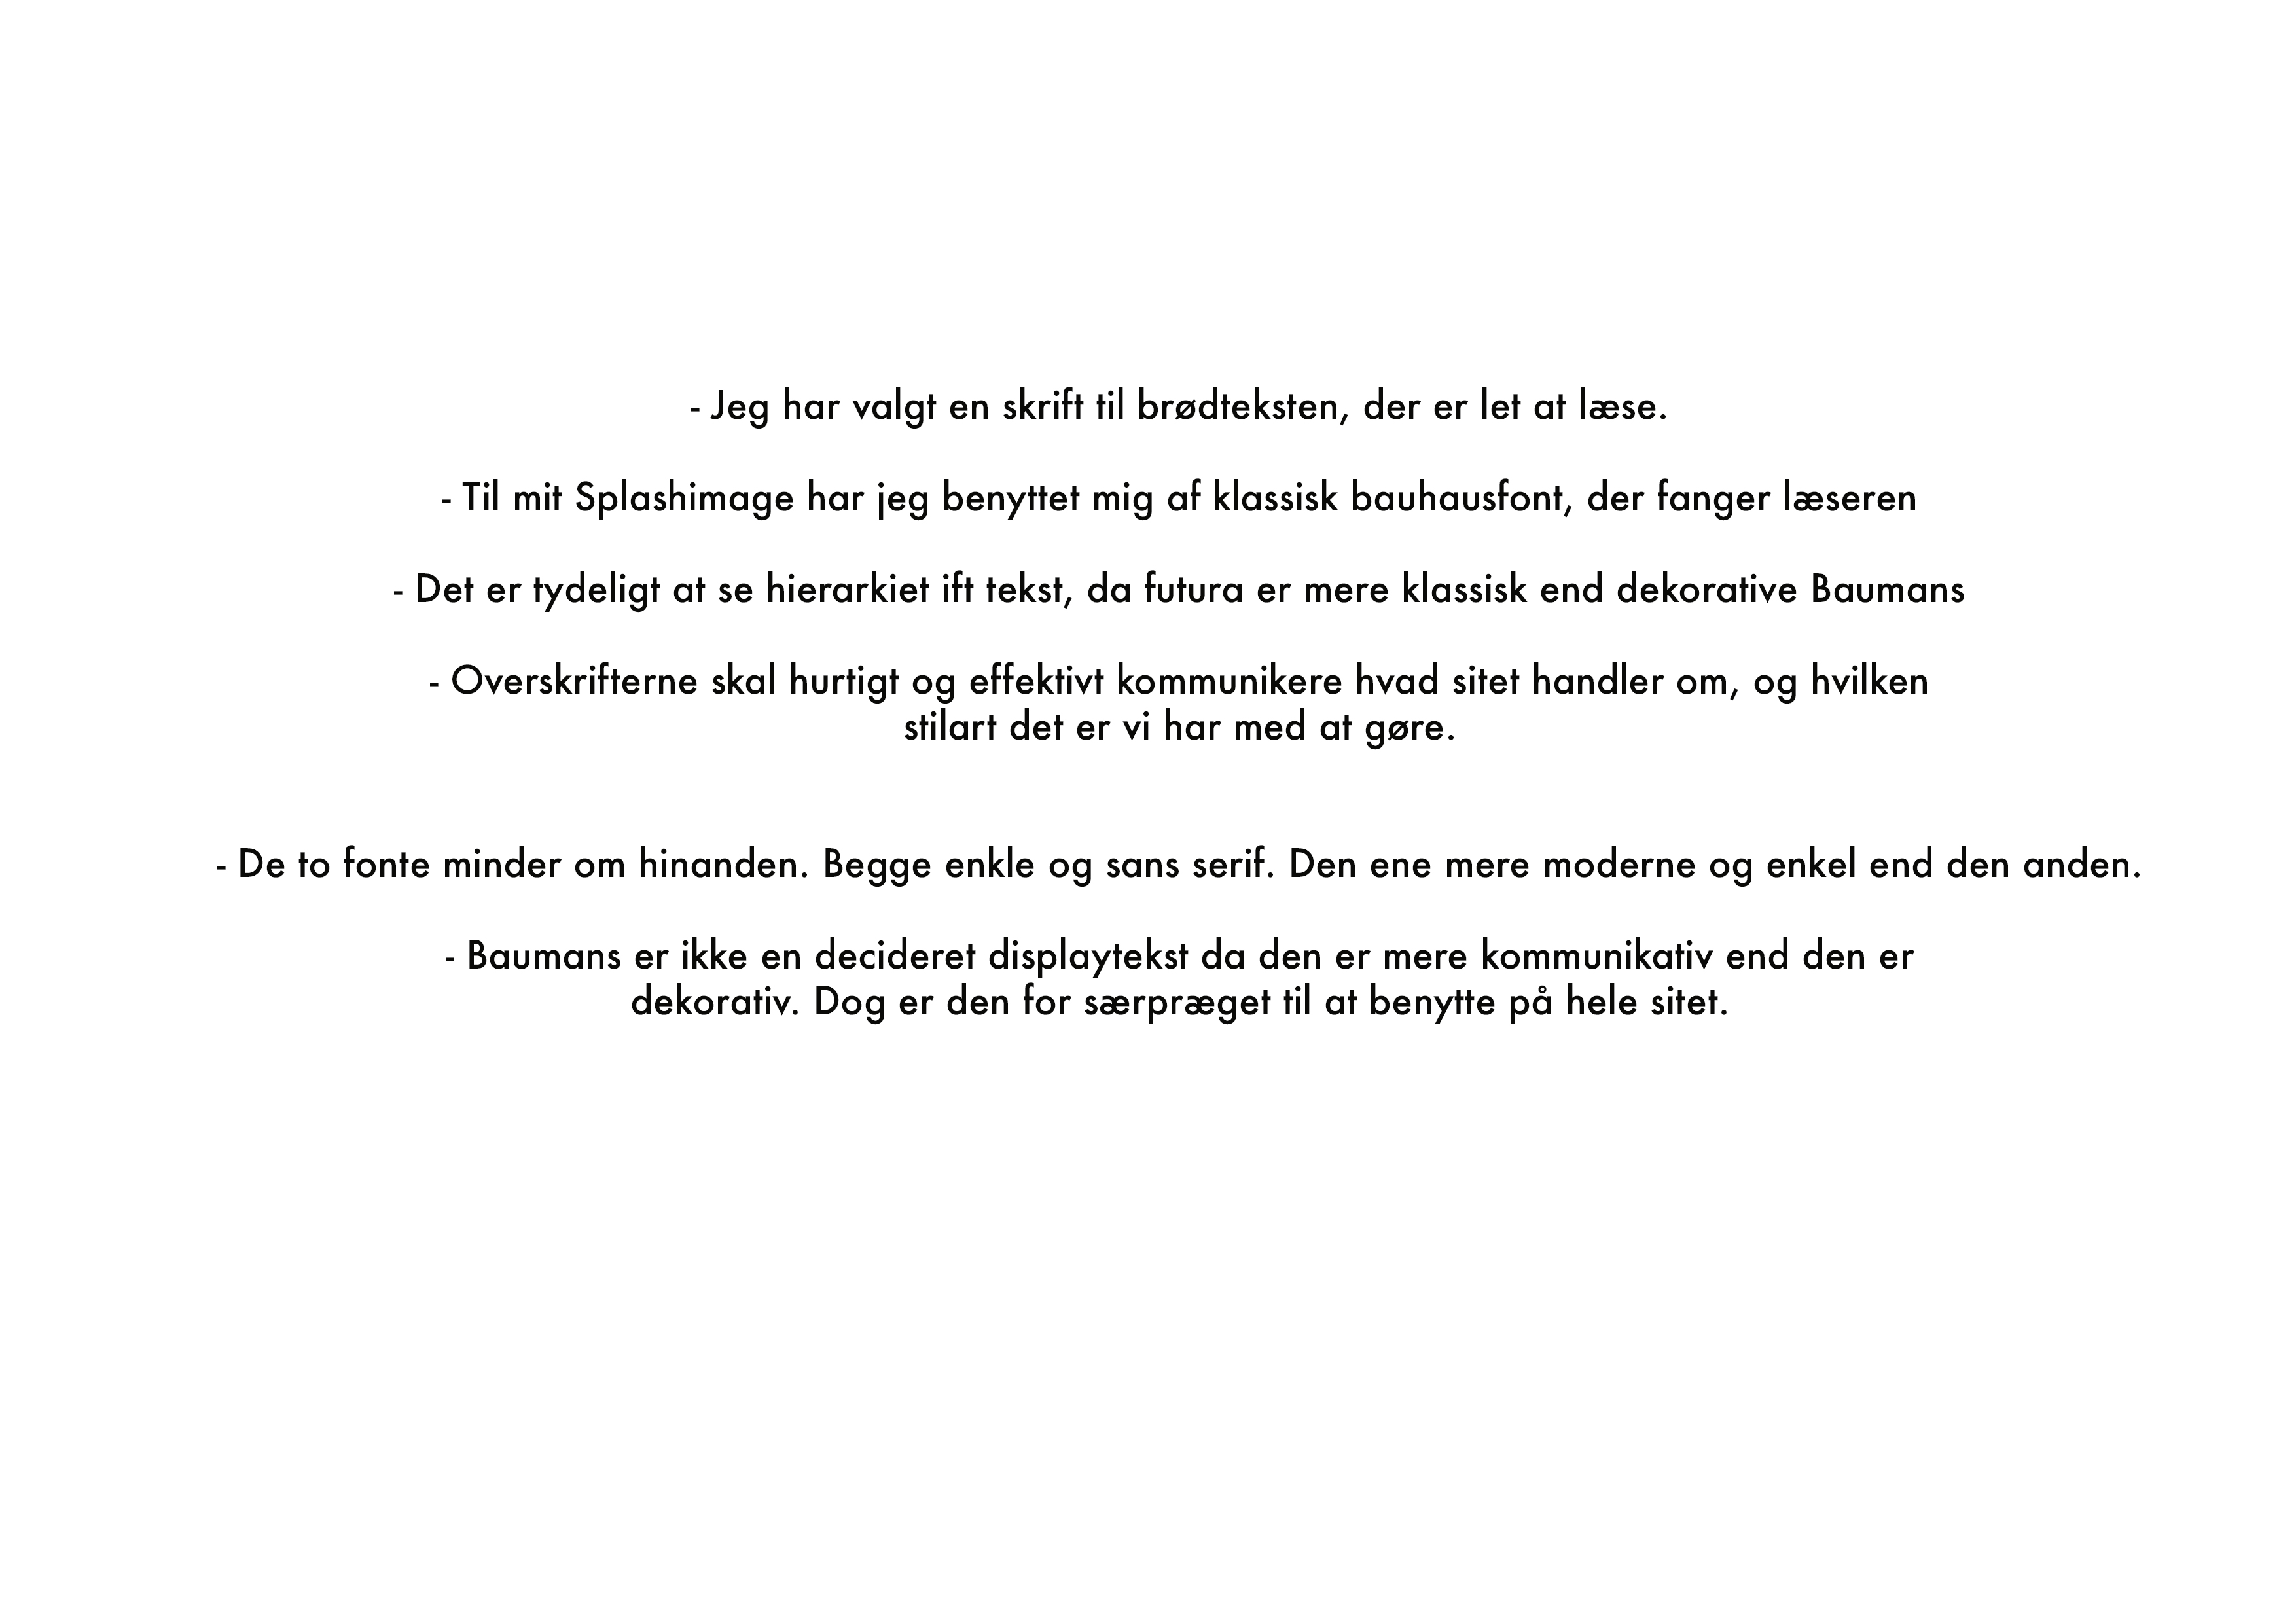 - Jeg har valgt en skrift til brødteksten, der er let at læse.
- Til mit Splashimage har jeg benyttet mig af klassisk bauhausfont, der fanger læseren
- Det er tydeligt at se hierarkiet ift tekst, da futura er mere klassisk end dekorative Baumans
- Overskrifterne skal hurtigt og effektivt kommunikere hvad sitet handler om, og hvilken
stilart det er vi har med at gøre.
- De to fonte minder om hinanden. Begge enkle og sans serif. Den ene mere moderne og enkel end den anden.
- Baumans er ikke en decideret displaytekst da den er mere kommunikativ end den er
dekorativ. Dog er den for særpræget til at benytte på hele sitet.